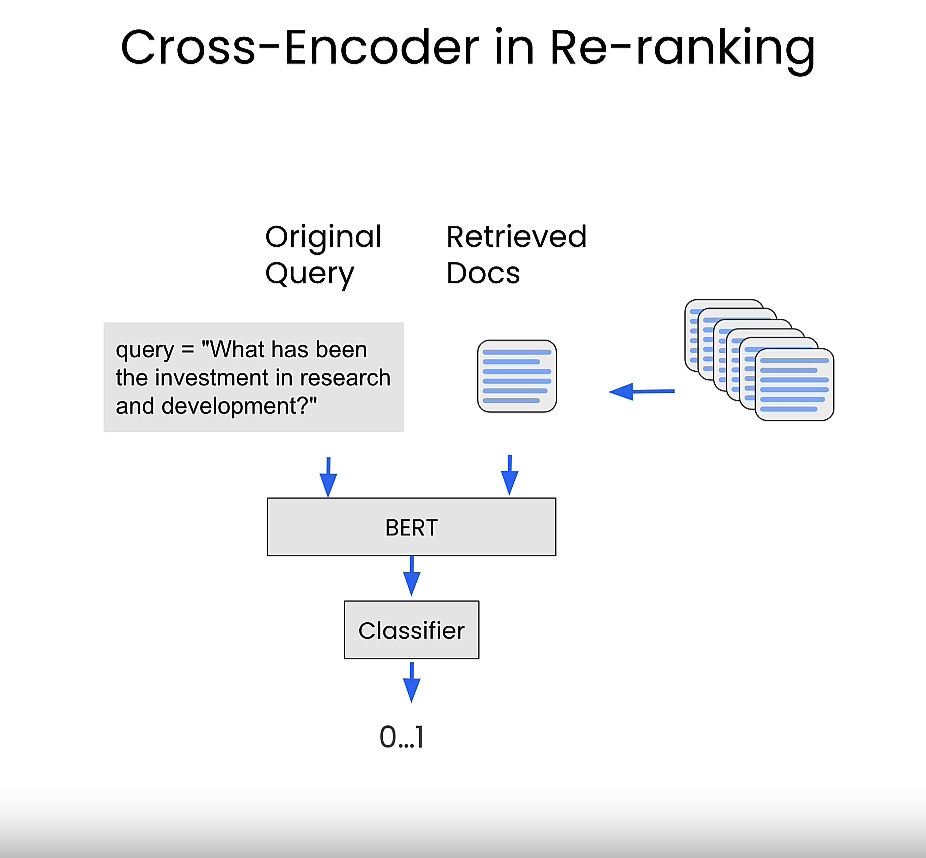 Cross-Encoder in Re-ranking
Original
Query
Retrieved
Docs
query = "What has been
the investment in research
and development?"
BERT
Classifier
0...1